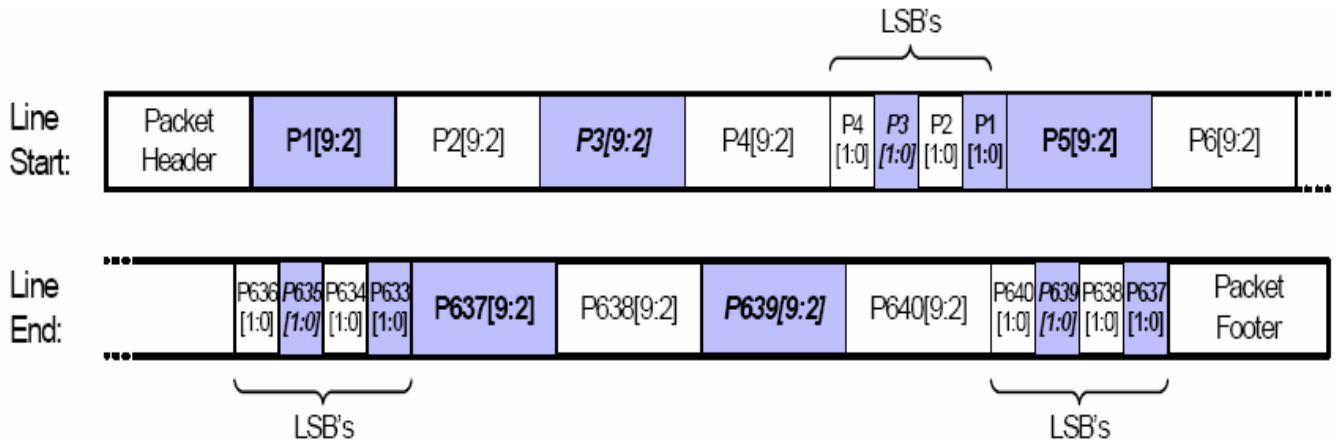 LSB's
Line Start:
Packet Header
P1[9:2]
P2[9:2]
P3[9:2]
P4[9:2]
P4 [1:0]
P3 [1:0]
P2 [1:0]
P1 [1:0]
P5[9:2]
P6[9:2]
Line End:
P636 [1:0]
P635 [1:0]
P634 [1:0]
P633 [1:0]
P637[9:2]
P638[9:2]
P639[9:2]
P640[9:2]
P640 [1:0]
P639 [1:0]
P638 [1:0]
P637 [1:0]
Packet Footer
LSB's
LSB's